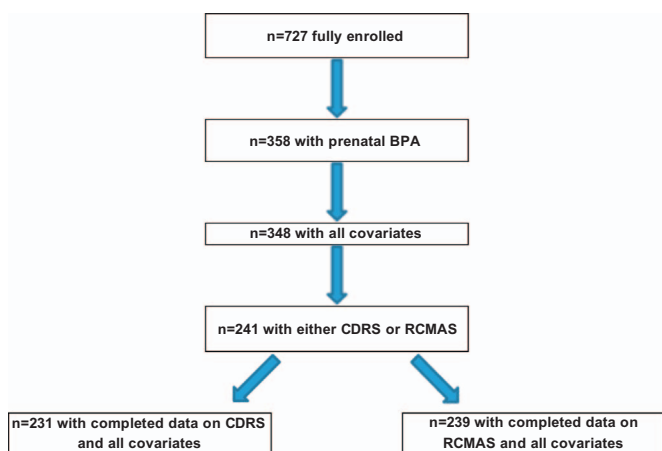 n=727 fully enrolled
n=358 with prenatal BPA
n=348 with all covariates
n=241 with either CDRS or RCMAS
n=231 with completed data on CDRS
and all covariates
n=239 with completed data on
RCMAS and all covariates